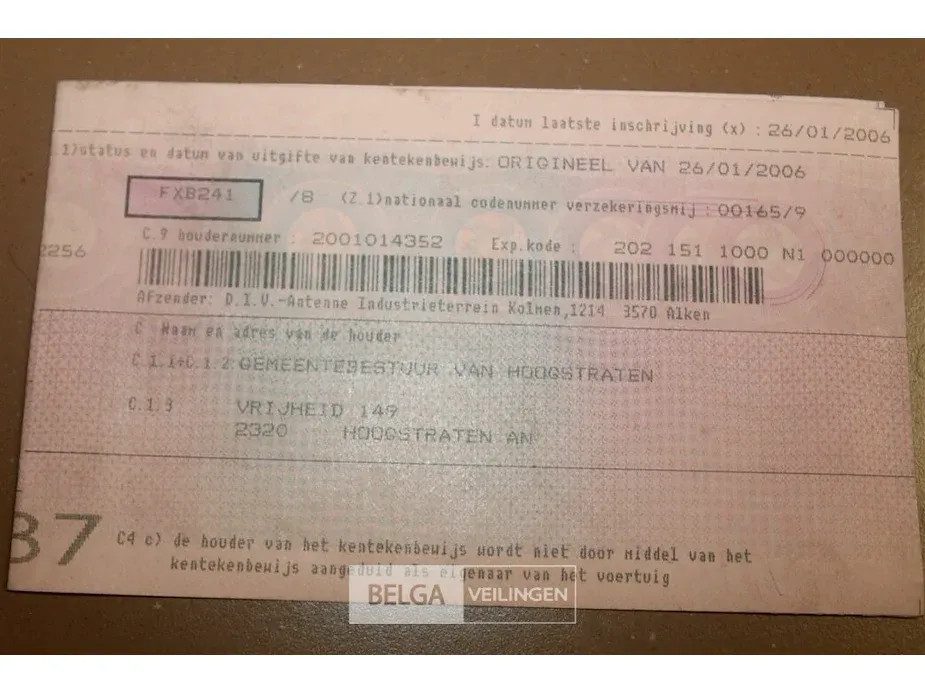 I datum laatste inschrijving (x) : 26/01/2006
.1)status en datum van uitgifte van kentekenbewijs: ORIGINEEL VAN 26/01/2006
FXB241 /8 (Z.1)nationaal codenummer verzekeringsmij : 00165/9
C.9 houdernummer : 2001014352 Exp.kode : 202 151 1000 N1 000000
2256
Afzender: D.I.V.-Antenne Industrieterrein Kolmen,1214 3570 Alken
C Naam en adres van de houder
C 1.1+C.1.2:GEMEENTEBESTUUR VAN HOOGSTRATEN
C.1.3 VRIJHEID 149
2320 HOOGSTRATEN AN
37
C4 c) de houder van het kentekenbewijs wordt niet door middel van het
kentekenbewijs aangeduid als eigenaar van het voertuig
BELGA VEILINGEN